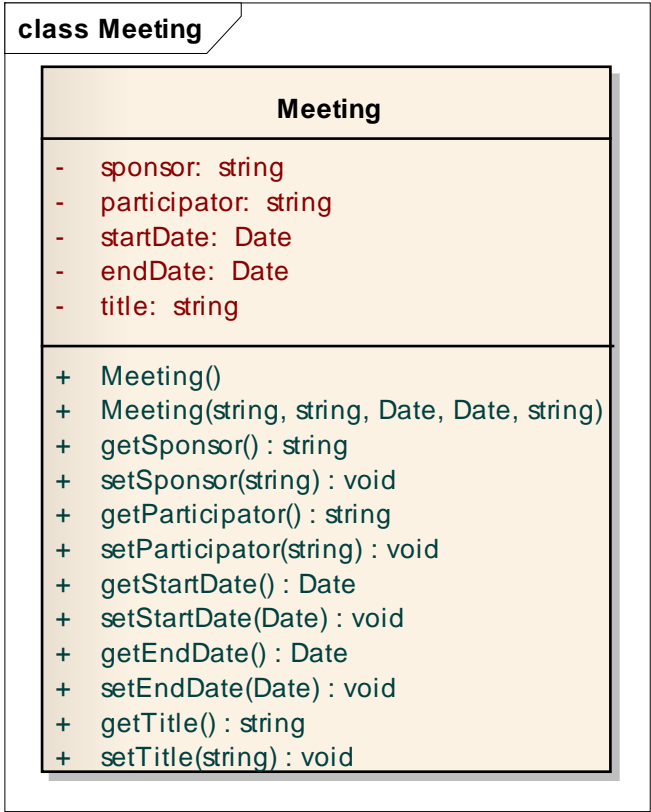 class Meeting
Meeting
- sponsor: string
- participator: string
- startDate: Date
- endDate: Date
- title: string
+ Meeting()
+ Meeting(string, string, Date, Date, string)
+ getSponsor() : string
+ setSponsor(string) : void
+ getParticipator() : string
+ setParticipator(string) : void
+ getStartDate() : Date
+ setStartDate(Date) : void
+ getEndDate() : Date
+ setEndDate(Date) : void
+ getTitle() : string
+ setTitle(string) : void